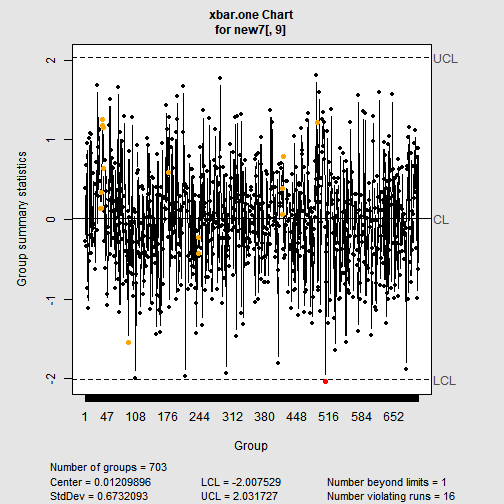 xbar.one Chart
for new7[, 9]
Group summary statistics
2
1
0
-1
-2
UCL
CL
LCL
1 47 108 176 244 312 380 448 516 584 652
Group
Number of groups = 703
Center = 0.01209896 LCL = -2.007529 Number beyond limits = 1
StdDev = 0.6732093 UCL = 2.031727 Number violating runs = 16